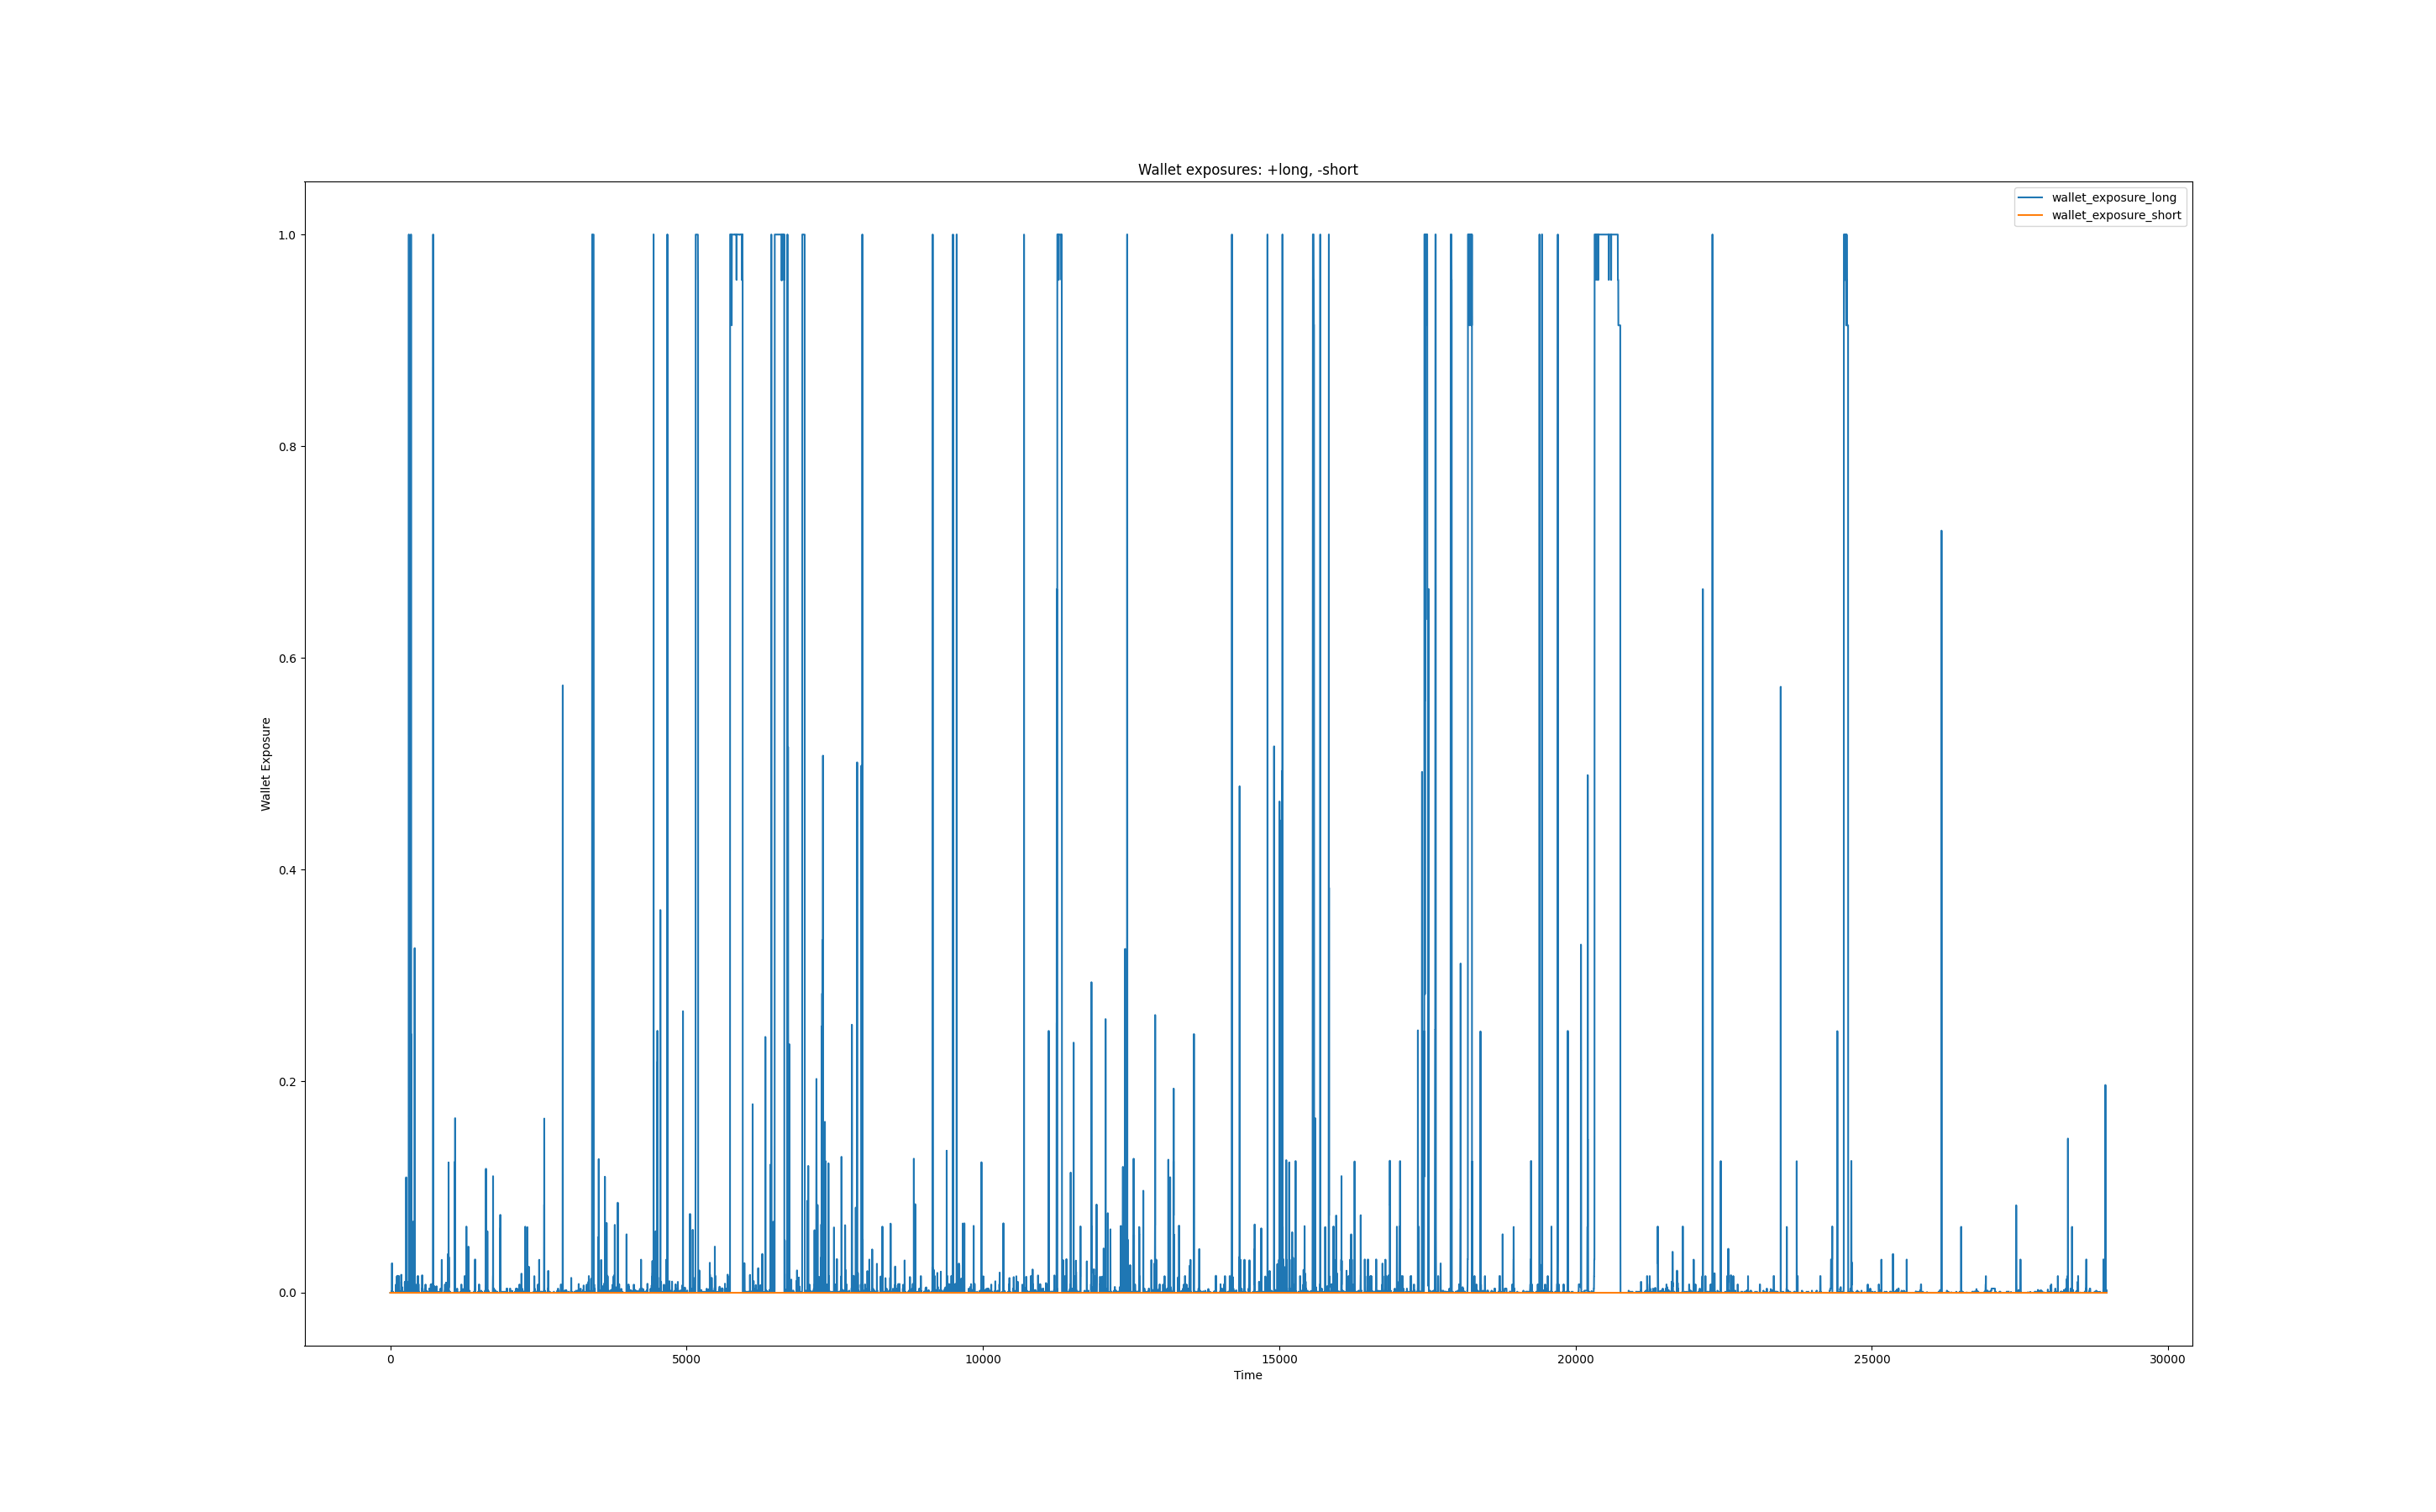 Wallet exposures: +long, -short
wallet_exposure_long
wallet_exposure_short
1.0
0.8
0.6
0.4
0.2
0.0
Wallet Exposure
0 5000 10000 15000 20000 25000 30000
Time